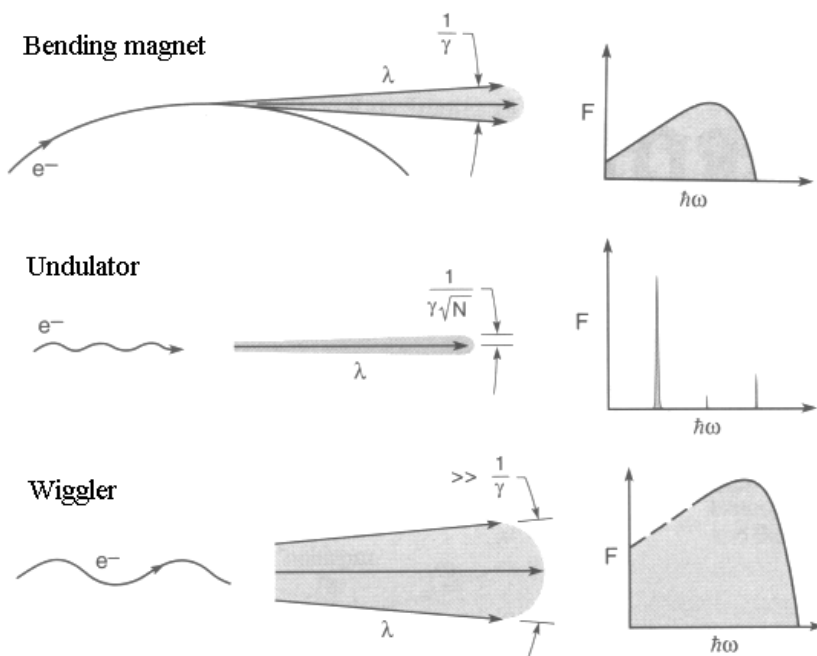 Bending magnet
1
γ
λ
e−
F
ħω
Undulator
1
γ√N
e−
λ
F
ħω
Wiggler
>> 1
γ
e−
λ
F
ħω